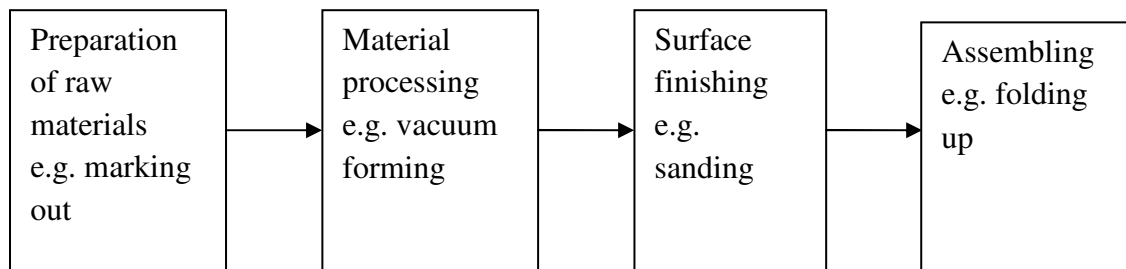 Preparation
of raw
materials
e.g. marking
out
Material
processing
e.g. vacuum
forming
Surface
finishing
e.g.
sanding
Assembling
e.g. folding
up